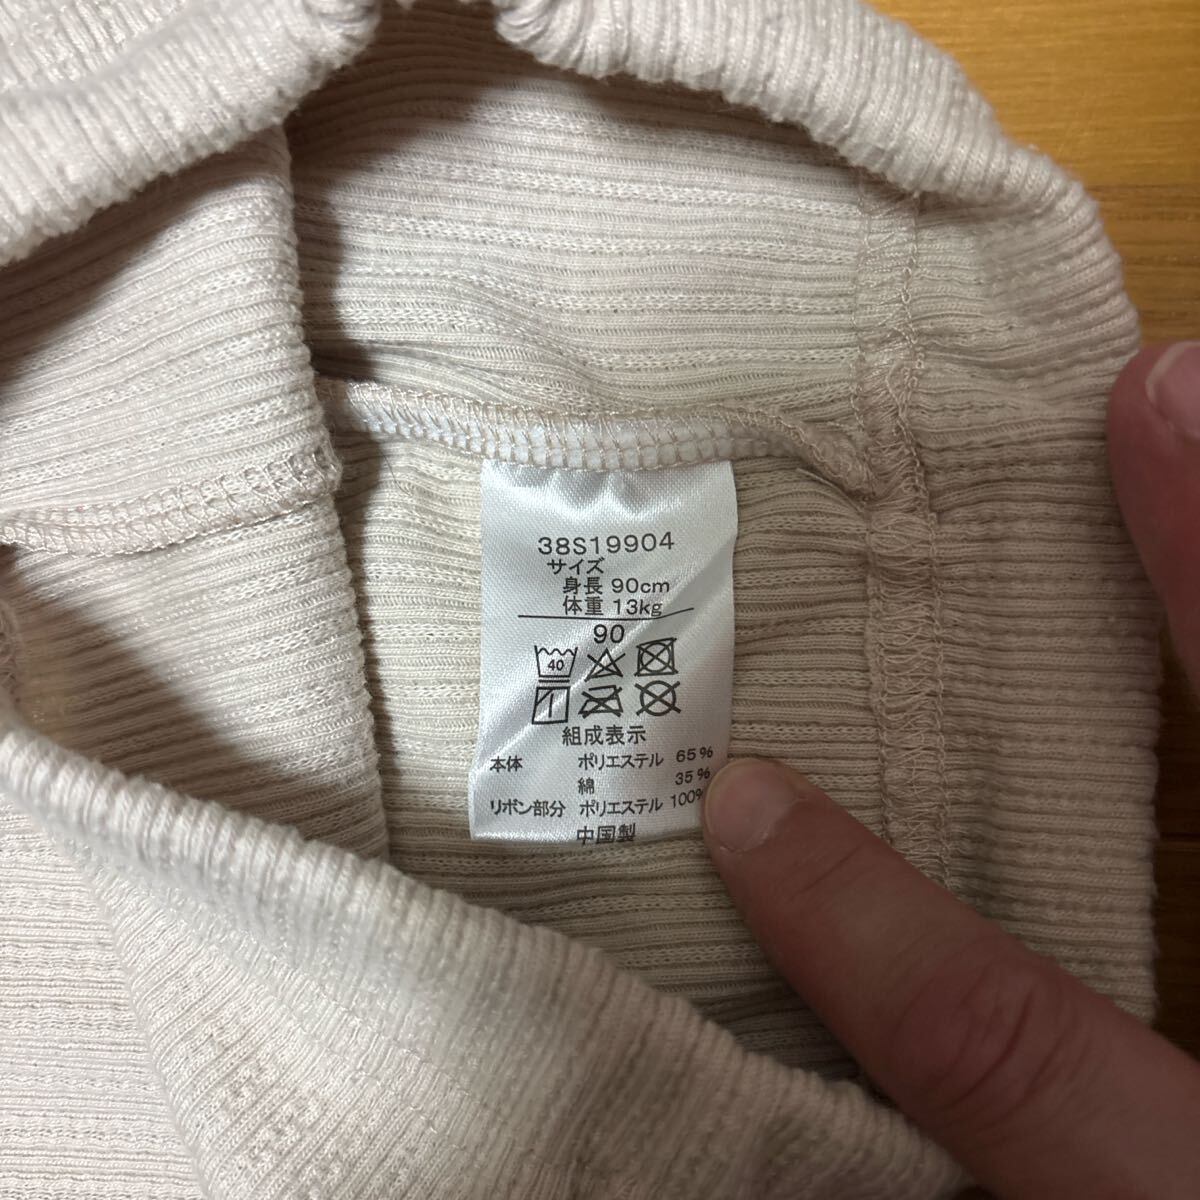 38S19904
サイズ
身長 90cm
体重 13kg
90
40
組成表示
本体 ポリエステル 65%
綿 35%
リボン部分 ポリエステル 100%
中国製